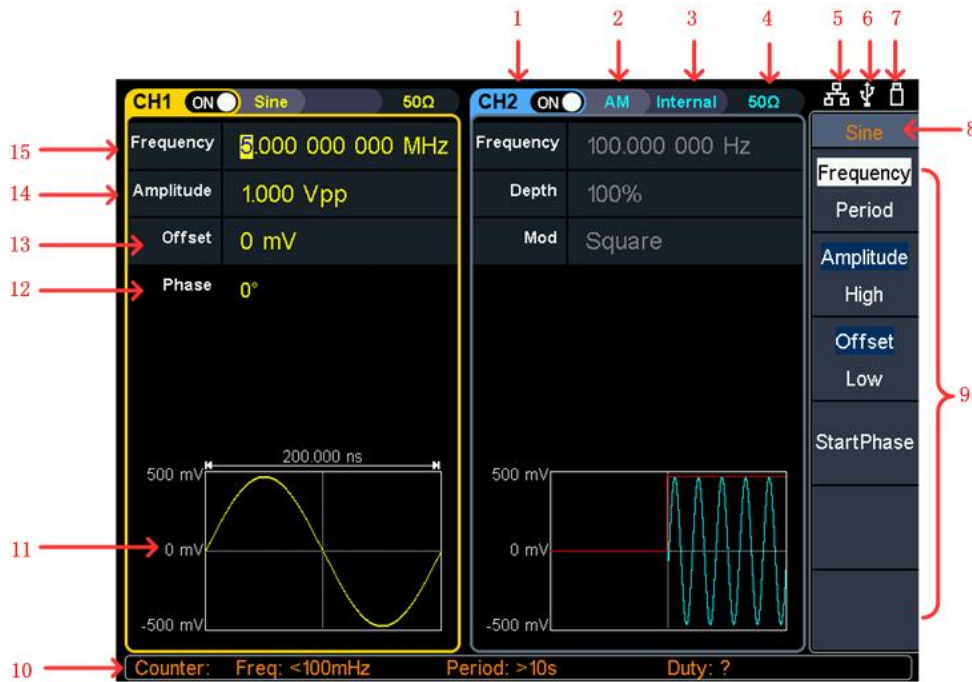 1 2 3 4 5 6 7
CH1 ON Sine 50Ω CH2 ON AM Internal 50Ω
Sine 8
15 Frequency 5.000 000 000 MHz Frequency 100.000 000 Hz Frequency
Period
14 Amplitude 1.000 Vpp Depth 100%
13 Offset 0 mV Mod Square Amplitude
High
12 Phase 0°
Offset
Low
9
StartPhase
200.000 ns
500 mV 500 mV
11 0 mV 0 mV
-500 mV -500 mV
10 Counter: Freq: <100mHz Period: >10s Duty: ?